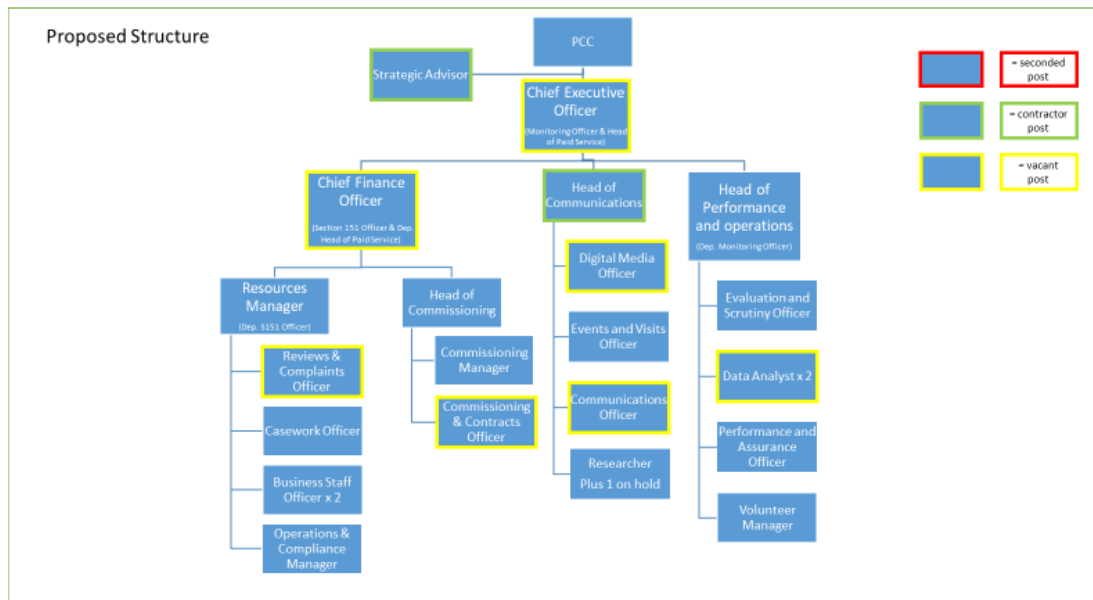 Proposed Structure
PCC
Strategic Advisor
Chief Executive
Officer
(Monitoring Officer & Head
of Paid Service)
= seconded
post
= contractor
post
= vacant
post
Chief Finance
Officer
(Section 151 Officer & Dep.
Head of Paid Service)
Head of
Communications
Head of
Performance
and operations
(Dep. Monitoring Officer)
Resources
Manager
(Dep. S151 Officer)
Reviews &
Complaints
Officer
Casework Officer
Business Staff
Officer x 2
Operations &
Compliance
Manager
Head of
Commissioning
Commissioning
Manager
Commissioning
& Contracts
Officer
Digital Media
Officer
Events and Visits
Officer
Communications
Officer
Researcher
Plus 1 on hold
Evaluation and
Scrutiny Officer
Data Analyst x 2
Performance and
Assurance
Officer
Volunteer
Manager